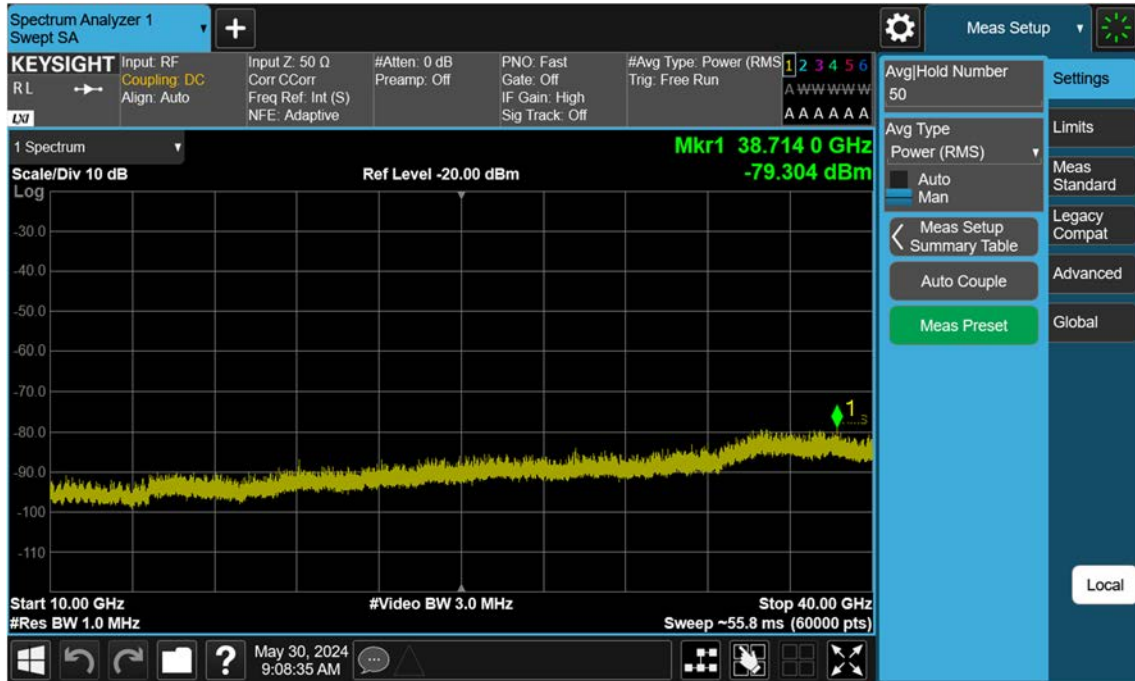 Spectrum Analyzer 1
Swept SA
Meas Setup
KEYSIGHT
R L
LXI
Input: RF
Coupling: DC
Align: Auto
Input Z: 50 Ω
Corr CCorr
Freq Ref: Int (S)
NFE: Adaptive
#Atten: 0 dB
Preamp: Off
PNO: Fast
Gate: Off
IF Gain: High
Sig Track: Off
#Avg Type: Power (RMS
Trig: Free Run
1 2 3 4 5 6
A W W W W W
A A A A A A
1 Spectrum
Mkr1 38.714 0 GHz
-79.304 dBm
Scale/Div 10 dB
Ref Level -20.00 dBm
Log
-30.0
-40.0
-50.0
-60.0
-70.0
-80.0
-90.0
-100
-110
1
S
Start 10.00 GHz
#Video BW 3.0 MHz
Stop 40.00 GHz
#Res BW 1.0 MHz
Sweep ~55.8 ms (60000 pts)
?
May 30, 2024
9:08:35 AM
Avg|Hold Number
50
Avg Type
Power (RMS)
Auto
Man
Meas Setup
Summary Table
Auto Couple
Meas Preset
Settings
Limits
Meas
Standard
Legacy
Compat
Advanced
Global
Local